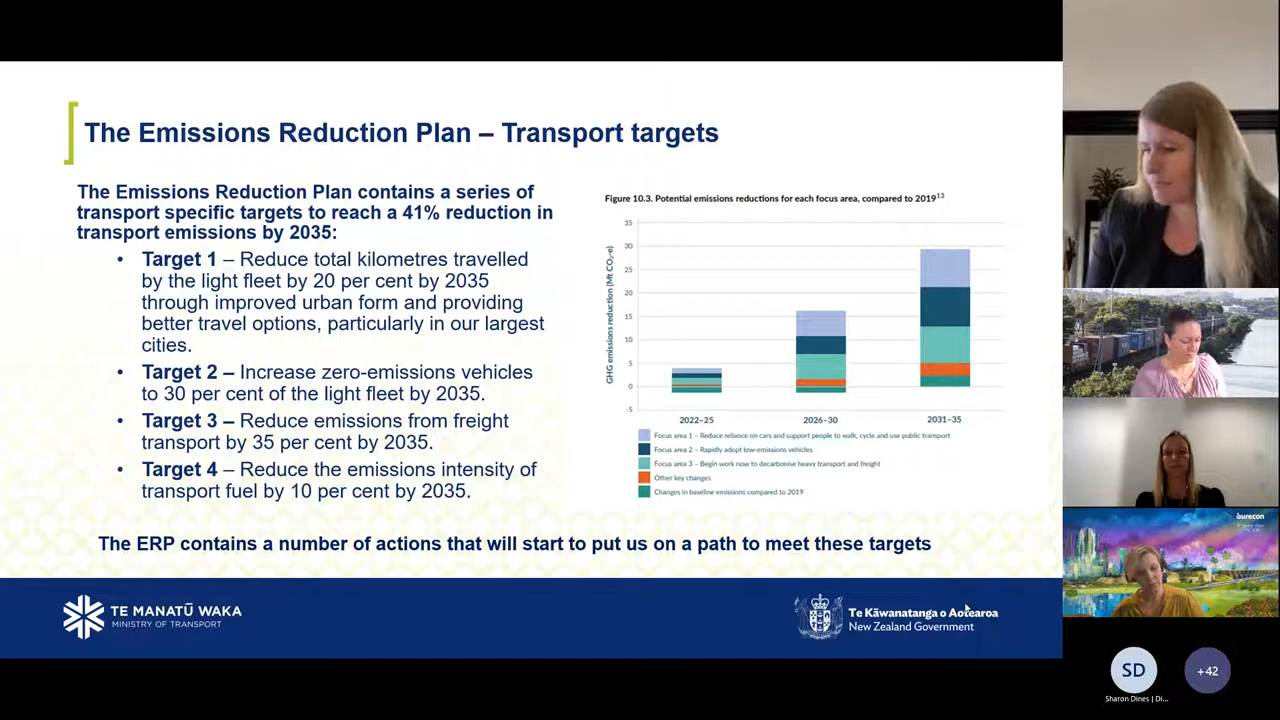 The Emissions Reduction Plan – Transport targets
The Emissions Reduction Plan contains a series of
transport specific targets to reach a 41% reduction in
transport emissions by 2035:
• Target 1 – Reduce total kilometres travelled
by the light fleet by 20 per cent by 2035
through improved urban form and providing
better travel options, particularly in our largest
cities.
• Target 2 – Increase zero-emissions vehicles
to 30 per cent of the light fleet by 2035.
• Target 3 – Reduce emissions from freight
transport by 35 per cent by 2035.
• Target 4 – Reduce the emissions intensity of
transport fuel by 10 per cent by 2035.
Figure 10.3. Potential emissions reductions for each focus area, compared to 2019¹³
GHG emissions reduction (Mt CO₂-e)
35
30
25
20
15
10
5
0
-5
2022–25 2026–30 2031–35
Focus area 1 – Reduce reliance on cars and support people to walk, cycle and use public transport
Focus area 2 – Rapidly adopt low-emissions vehicles
Focus area 3 – Begin work now to decarbonise heavy transport and freight
Other key changes
Changes in baseline emissions compared to 2019
The ERP contains a number of actions that will start to put us on a path to meet these targets
TE MANATŪ WAKA
MINISTRY OF TRANSPORT
Te Kāwanatanga o Aotearoa
New Zealand Government
aurecon
SD
Sharon Dines | Di...
+42